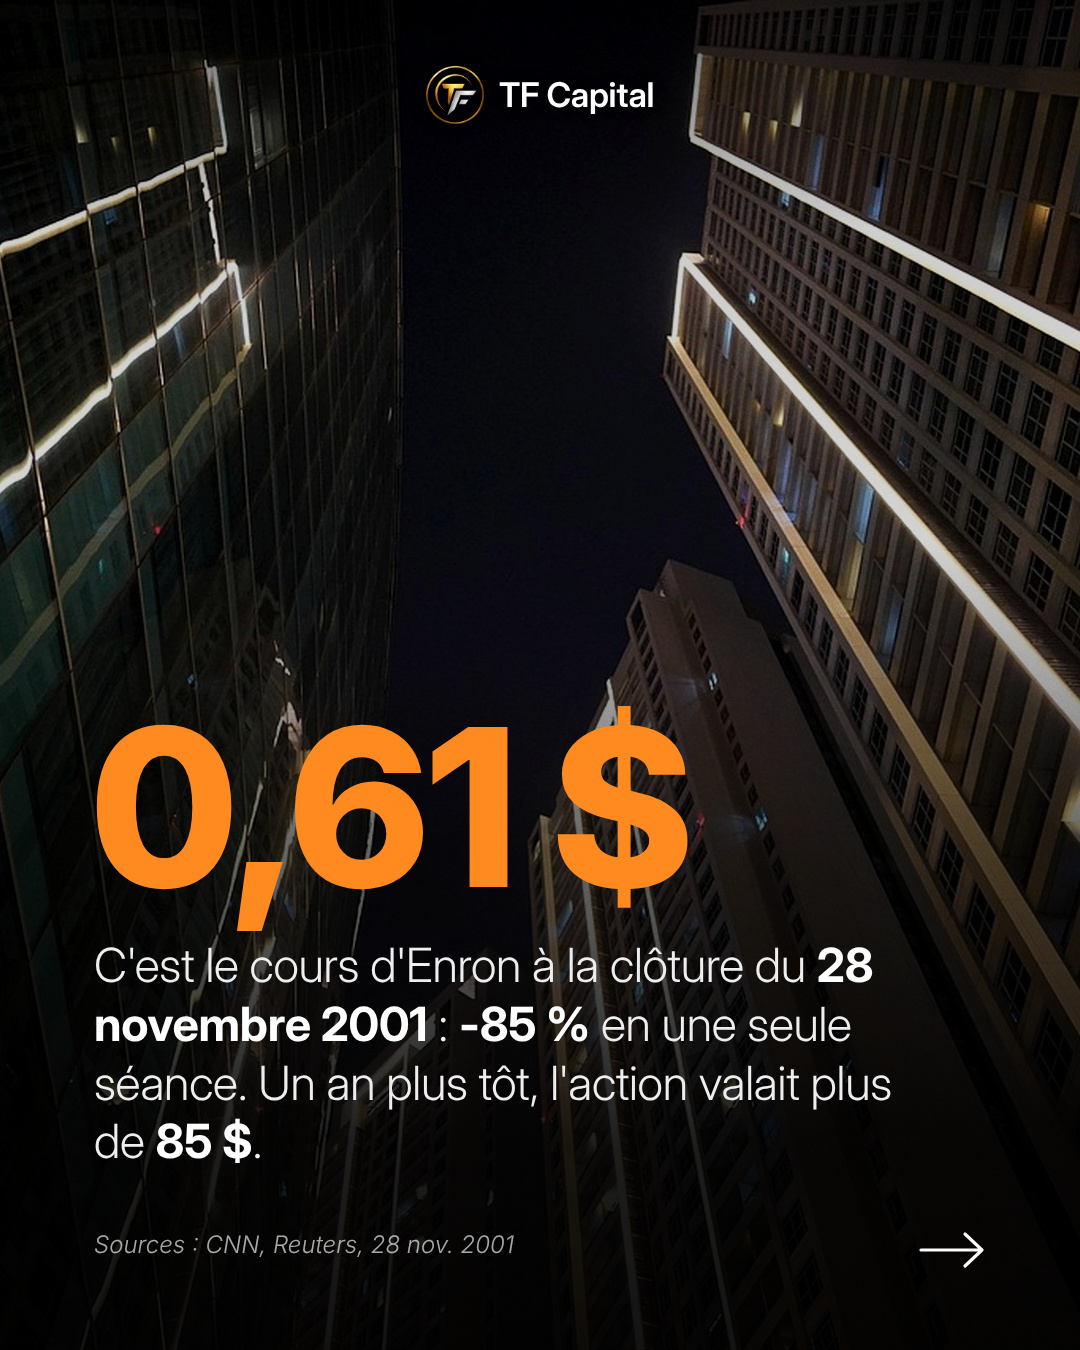 TF TF Capital
0,61 $
C'est le cours d'Enron à la clôture du 28
novembre 2001 : -85 % en une seule
séance. Un an plus tôt, l'action valait plus
de 85 $.
Sources : CNN, Reuters, 28 nov. 2001